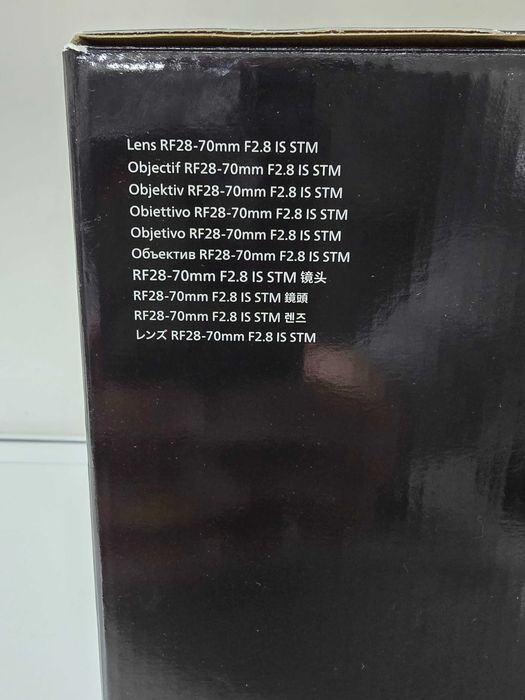 Lens RF28-70mm F2.8 IS STM
Objectif RF28-70mm F2.8 IS STM
Objektiv RF28-70mm F2.8 IS STM
Obiettivo RF28-70mm F2.8 IS STM
Objetivo RF28-70mm F2.8 IS STM
Объектив RF28-70mm F2.8 IS STM
RF28-70mm F2.8 IS STM 镜头
RF28-70mm F2.8 IS STM 鏡頭
RF28-70mm F2.8 IS STM 렌즈
レンズ RF28-70mm F2.8 IS STM